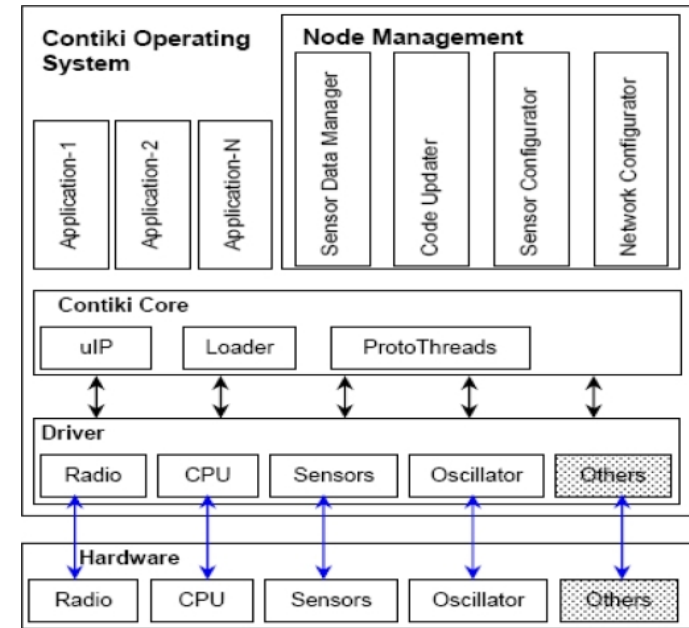 Contiki Operating
System
Node Management
Application-1
Application-2
Application-N
Sensor Data Manager
Code Updater
Sensor Configurator
Network Configurator
Contiki Core
uIP
Loader
ProtoThreads
Driver
Radio
CPU
Sensors
Oscillator
Others
Hardware
Radio
CPU
Sensors
Oscillator
Others